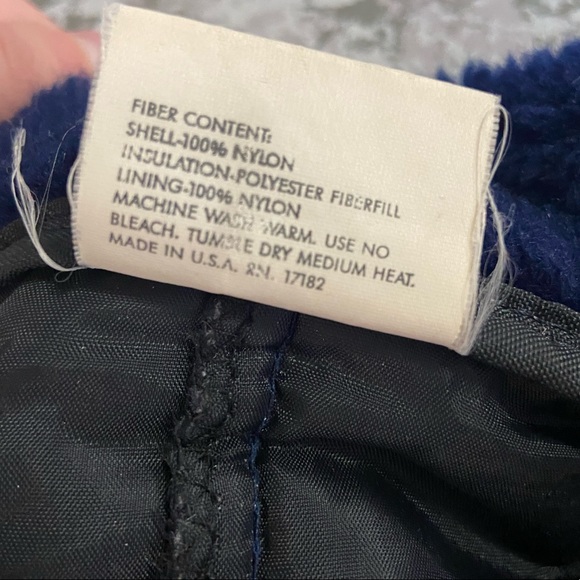 FIBER CONTENT:
SHELL-100% NYLON
INSULATION-POLYESTER FIBERFILL
LINING-100% NYLON
MACHINE WASH WARM. USE NO
BLEACH. TUMBLE DRY MEDIUM HEAT.
MADE IN U.S.A. RN. 17182